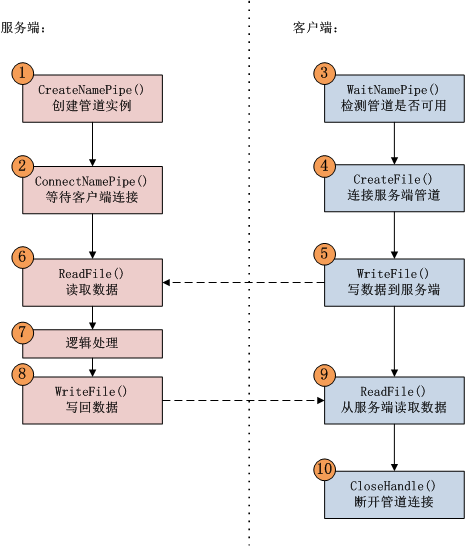 服务端:
1
CreateNamePipe()
创建管道实例
2
ConnectNamePipe()
等待客户端连接
6
ReadFile()
读取数据
7
逻辑处理
8
WriteFile()
写回数据
客户端:
3
WaitNamePipe()
检测管道是否可用
4
CreateFile()
连接服务端管道
5
WriteFile()
写数据到服务端
9
ReadFile()
从服务端读取数据
10
CloseHandle()
断开管道连接